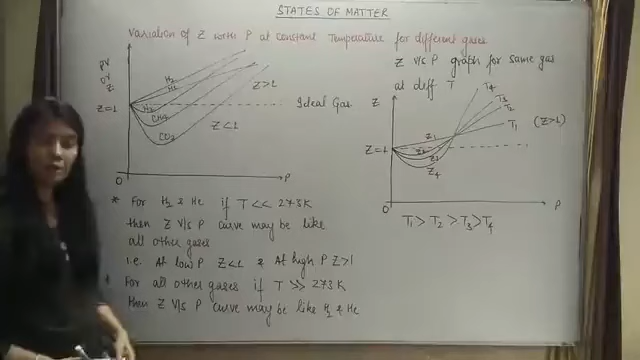 STATES OF MATTER
Variation of Z with P at constant Temperature for different gases
PV
or
Z
Z=1
H₂
He
N₂
CH₄
CO₂
Z>1
Z<1
Ideal Gas
O
P
Z v/s P graph for same gas
at diff T
Z
Z=1
T₄
T₃
T₂
T₁
(Z>1)
Z₁
Z₃
Z₄
O
P
T₁ > T₂ > T₃ > T₄
* For H₂ & He if T << 273K
then Z v/s P curve may be like
all other gases
i.e. At low P Z<1 & At high P Z>1
* For all other gases if T >> 273K
then Z v/s P curve may be like H₂ & He